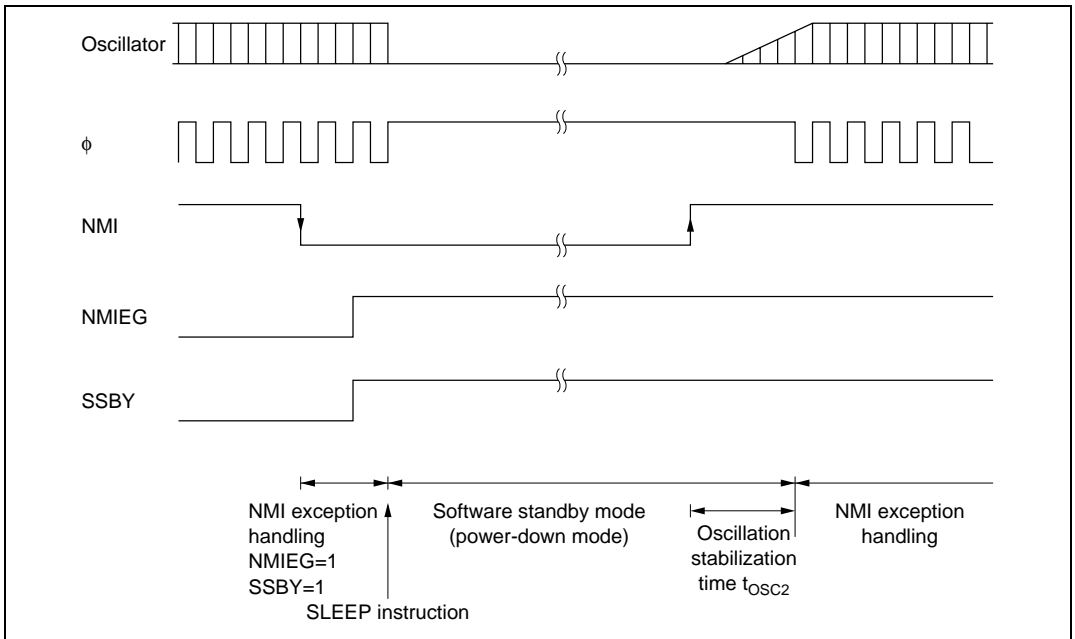 Oscillator
ϕ
NMI
NMIEG
SSBY
NMI exception
handling
NMIEG=1
SSBY=1
SLEEP instruction
Software standby mode
(power-down mode)
Oscillation
stabilization
time tOSC2
NMI exception
handling